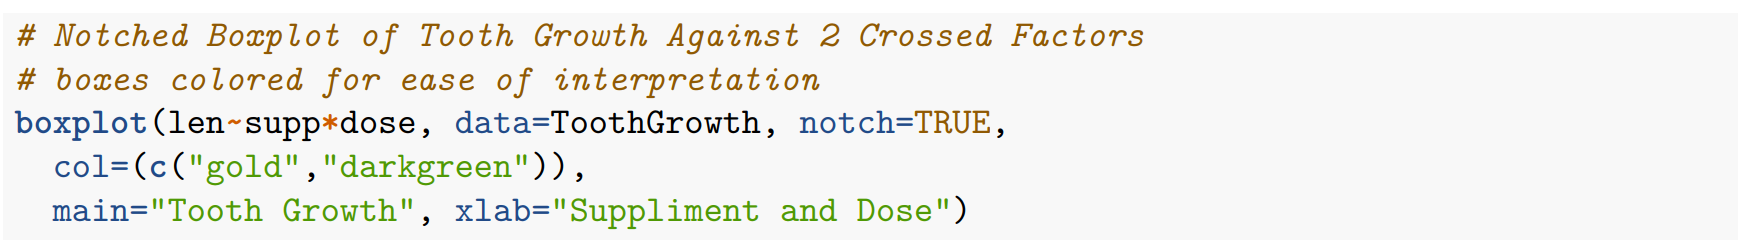 # Notched Boxplot of Tooth Growth Against 2 Crossed Factors
# boxes colored for ease of interpretation
boxplot(len~supp*dose, data=ToothGrowth, notch=TRUE,
  col=(c("gold","darkgreen")),
  main="Tooth Growth", xlab="Suppliment and Dose")